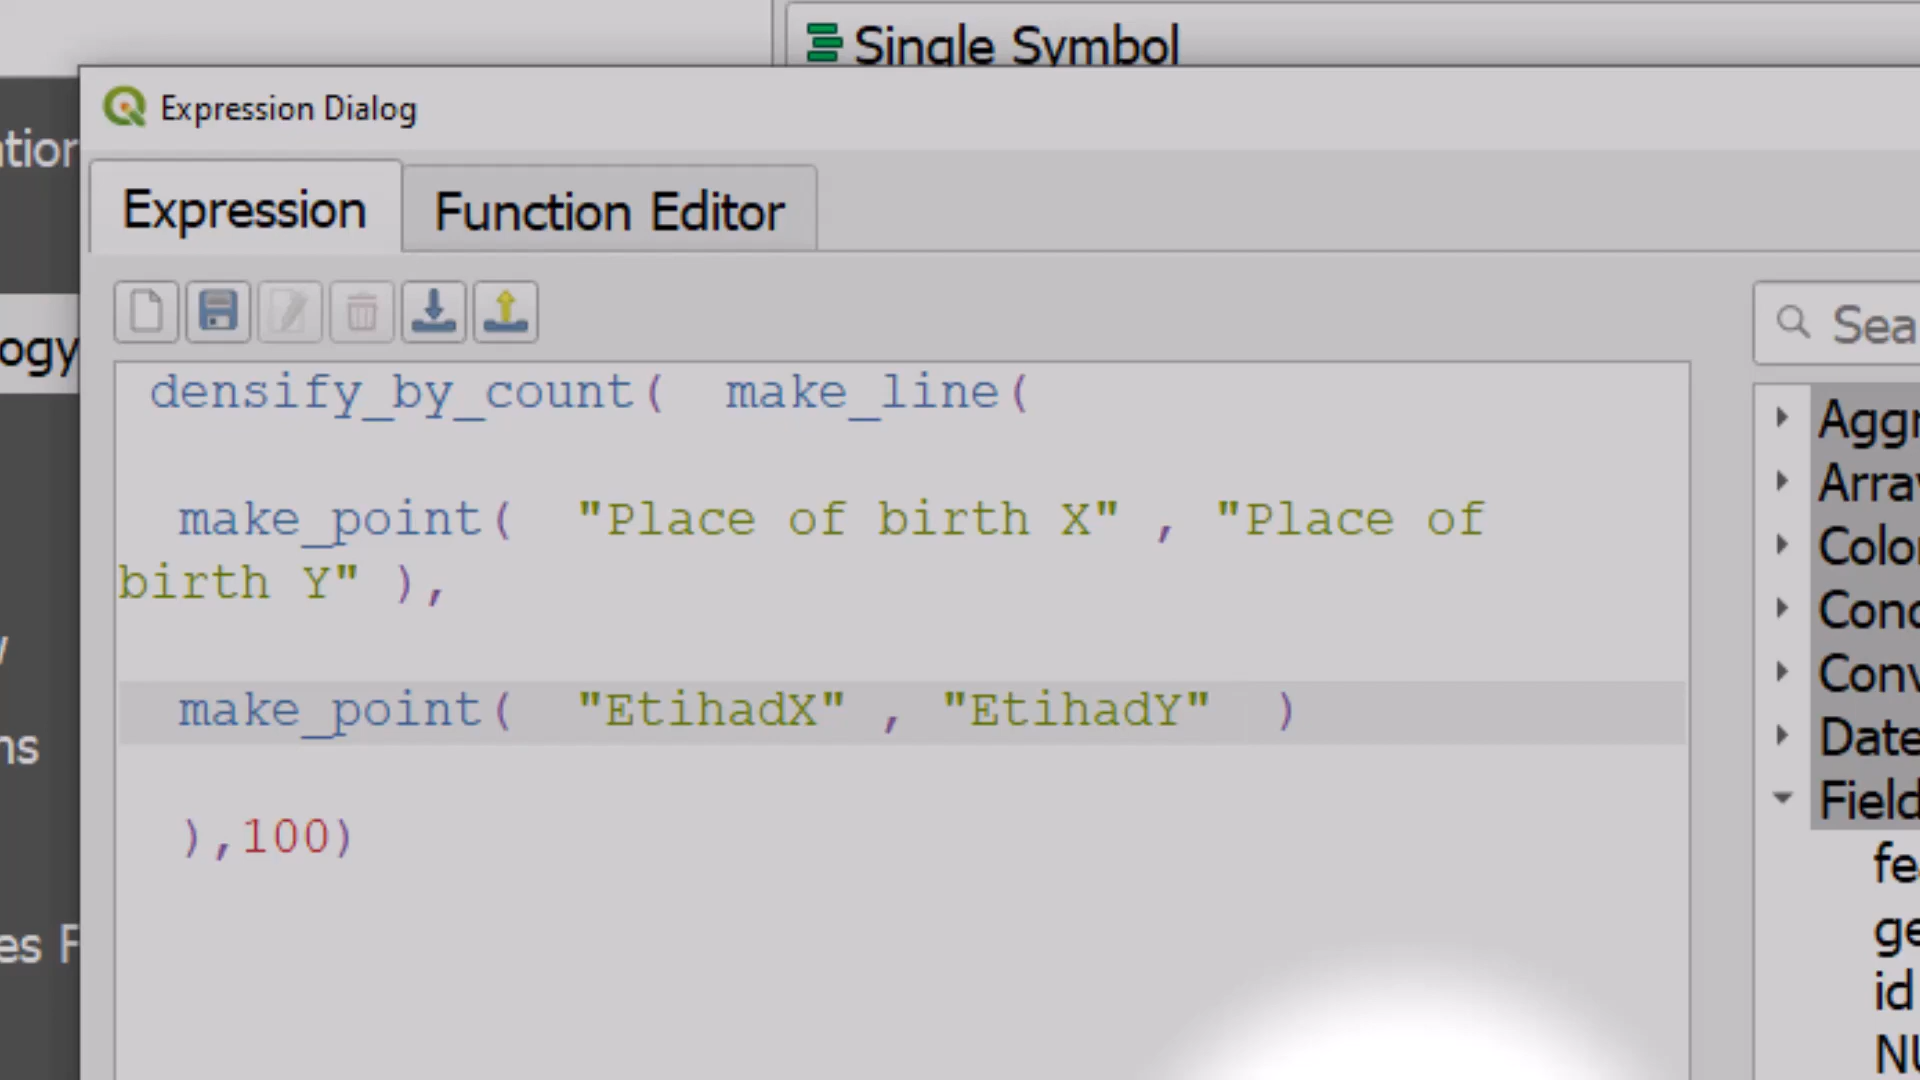 Single Symbol
Expression Dialog
Expression
Function Editor
densify_by_count(  make_line(
make_point(  "Place of birth X" , "Place of
birth Y" ),
make_point(  "EtihadX" , "EtihadY"  )
),100)
id